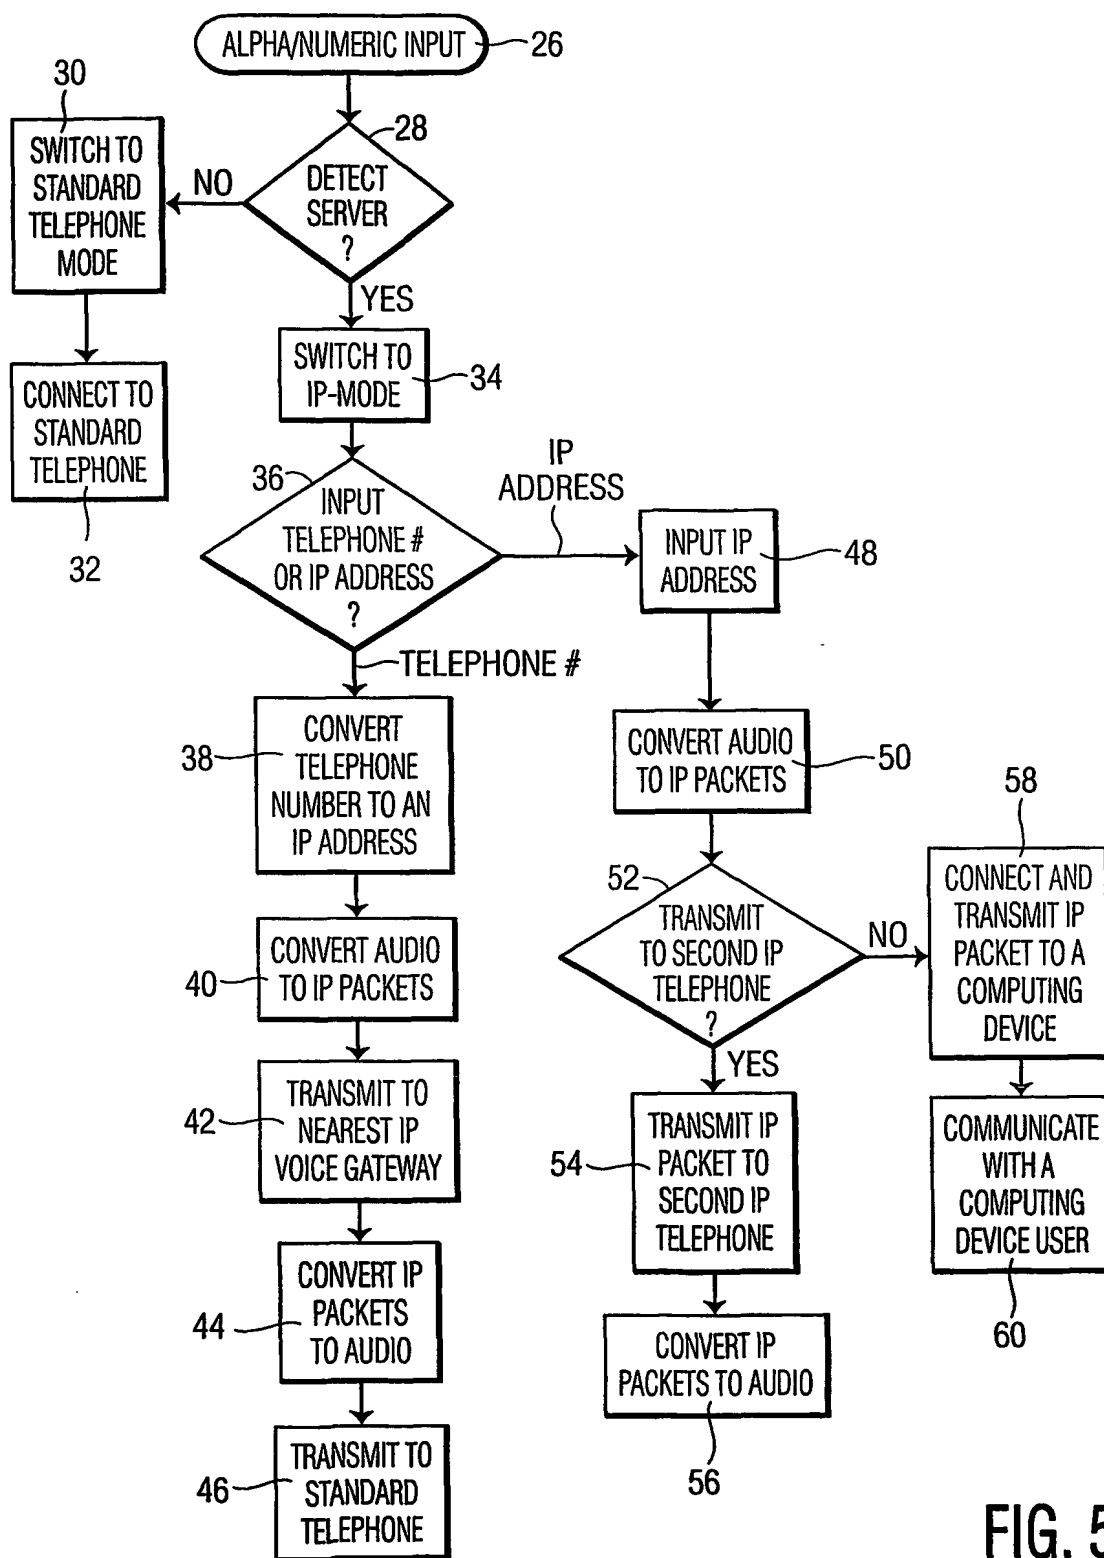 ALPHA/NUMERIC INPUT
26
30
SWITCH TO
STANDARD
TELEPHONE
MODE
NO
28
DETECT
SERVER
?
YES
CONNECT TO
STANDARD
TELEPHONE
32
SWITCH TO
IP-MODE
34
36
INPUT
TELEPHONE #
OR IP ADDRESS
?
IP
ADDRESS
INPUT IP
ADDRESS
48
TELEPHONE #
38
CONVERT
TELEPHONE
NUMBER TO AN
IP ADDRESS
CONVERT AUDIO
TO IP PACKETS
50
40
CONVERT AUDIO
TO IP PACKETS
52
TRANSMIT
TO SECOND IP
TELEPHONE
?
NO
58
CONNECT AND
TRANSMIT IP
PACKET TO A
COMPUTING
DEVICE
YES
42
TRANSMIT TO
NEAREST IP
VOICE GATEWAY
54
TRANSMIT IP
PACKET TO
SECOND IP
TELEPHONE
COMMUNICATE
WITH A
COMPUTING
DEVICE USER
60
44
CONVERT IP
PACKETS
TO AUDIO
CONVERT IP
PACKETS TO AUDIO
56
46
TRANSMIT TO
STANDARD
TELEPHONE
FIG. 5